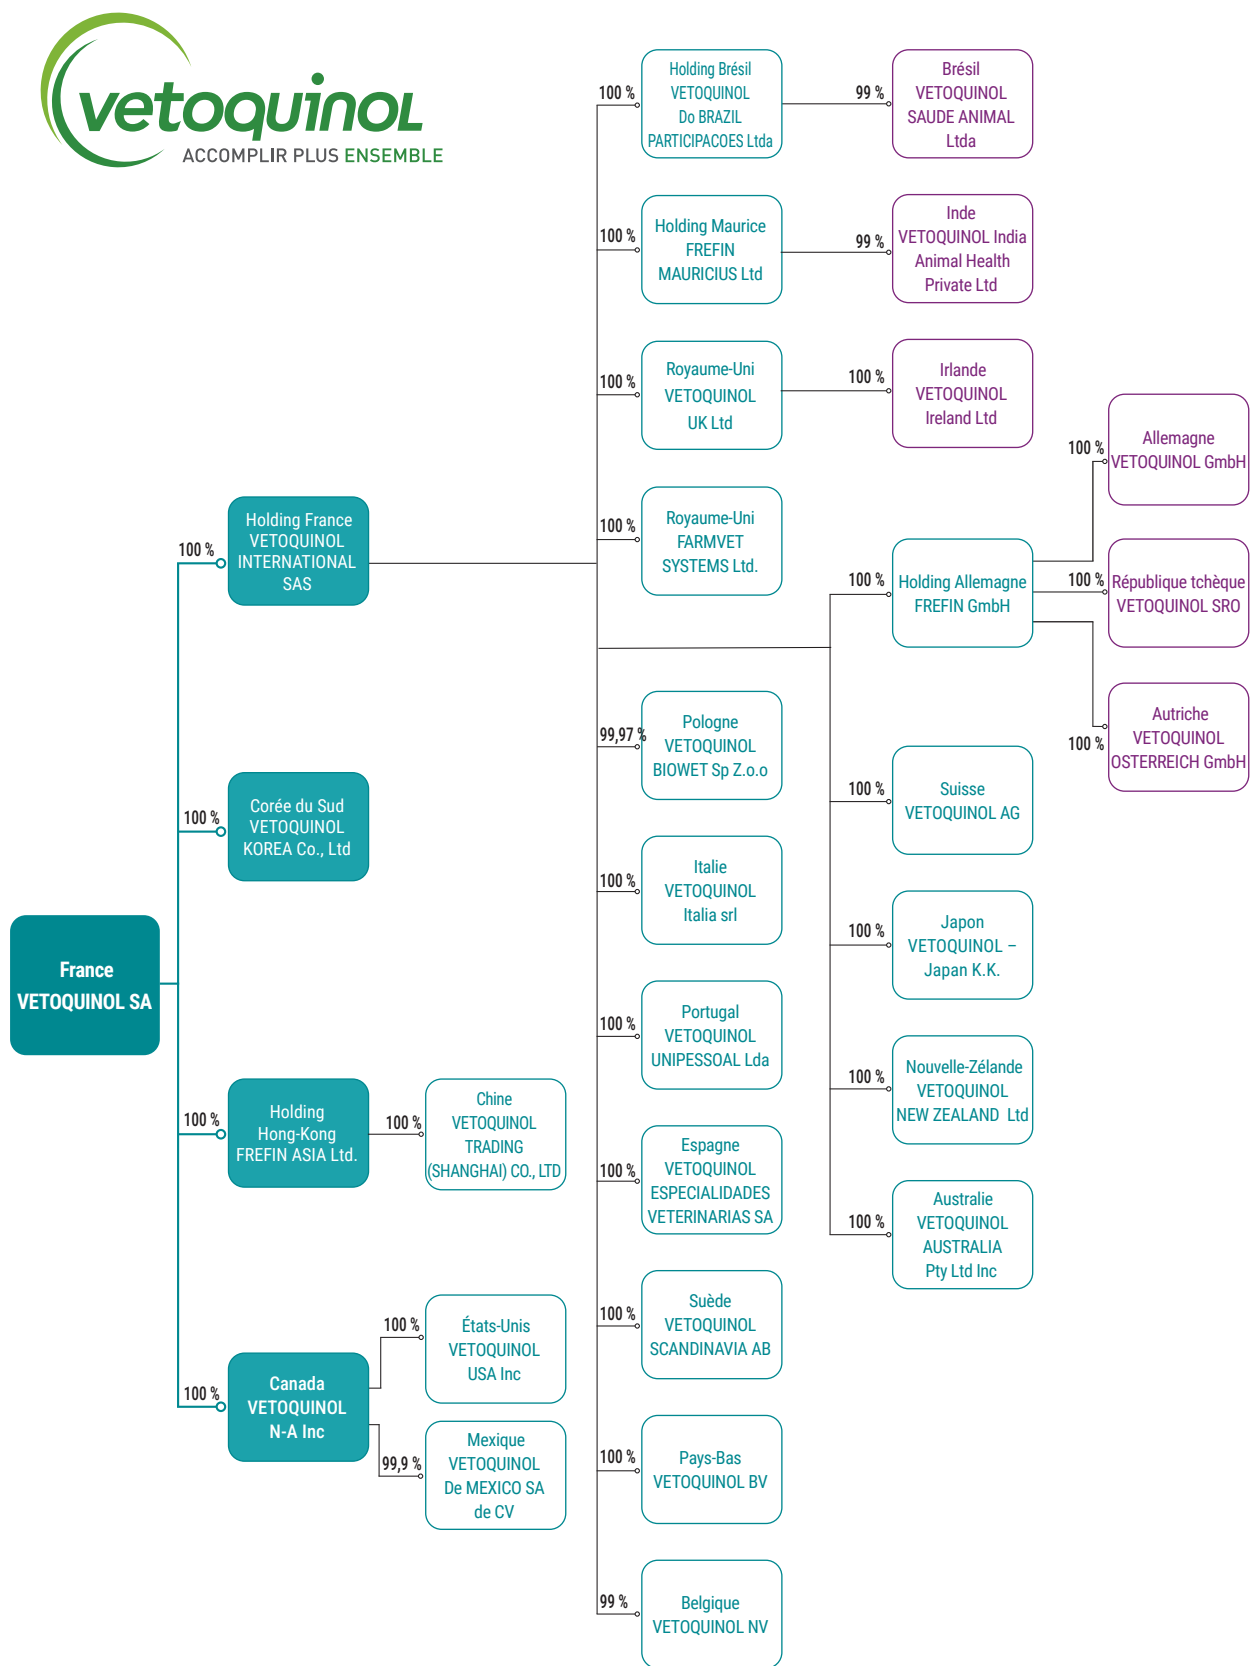 vetoquinol
ACCOMPLIR PLUS ENSEMBLE
France
VETOQUINOL SA
100 %
Holding France
VETOQUINOL
INTERNATIONAL
SAS
100 %
Corée du Sud
VETOQUINOL
KOREA Co., Ltd
100 %
Holding
Hong-Kong
FREFIN ASIA Ltd.
100 %
Chine
VETOQUINOL
TRADING
(SHANGHAI) CO., LTD
100 %
Canada
VETOQUINOL
N-A Inc
100 %
États-Unis
VETOQUINOL
USA Inc
99,9 %
Mexique
VETOQUINOL
De MEXICO SA
de CV
100 %
Holding Brésil
VETOQUINOL
Do BRAZIL
PARTICIPACOES Ltda
99 %
Brésil
VETOQUINOL
SAUDE ANIMAL
Ltda
100 %
Holding Maurice
FREFIN
MAURICIUS Ltd
99 %
Inde
VETOQUINOL India
Animal Health
Private Ltd
100 %
Royaume-Uni
VETOQUINOL
UK Ltd
100 %
Irlande
VETOQUINOL
Ireland Ltd
100 %
Royaume-Uni
FARMVET
SYSTEMS Ltd.
99,97 %
Pologne
VETOQUINOL
BIOWET Sp Z.o.o
100 %
Italie
VETOQUINOL
Italia srl
100 %
Portugal
VETOQUINOL
UNIPESSOAL Lda
100 %
Espagne
VETOQUINOL
ESPECIALIDADES
VETERINARIAS SA
100 %
Suède
VETOQUINOL
SCANDINAVIA AB
100 %
Pays-Bas
VETOQUINOL BV
99 %
Belgique
VETOQUINOL NV
100 %
Holding Allemagne
FREFIN GmbH
100 %
Allemagne
VETOQUINOL GmbH
100 %
République tchèque
VETOQUINOL SRO
100 %
Autriche
VETOQUINOL
OSTERREICH GmbH
100 %
Suisse
VETOQUINOL AG
100 %
Japon
VETOQUINOL –
Japan K.K.
100 %
Nouvelle-Zélande
VETOQUINOL
NEW ZEALAND Ltd
100 %
Australie
VETOQUINOL
AUSTRALIA
Pty Ltd Inc